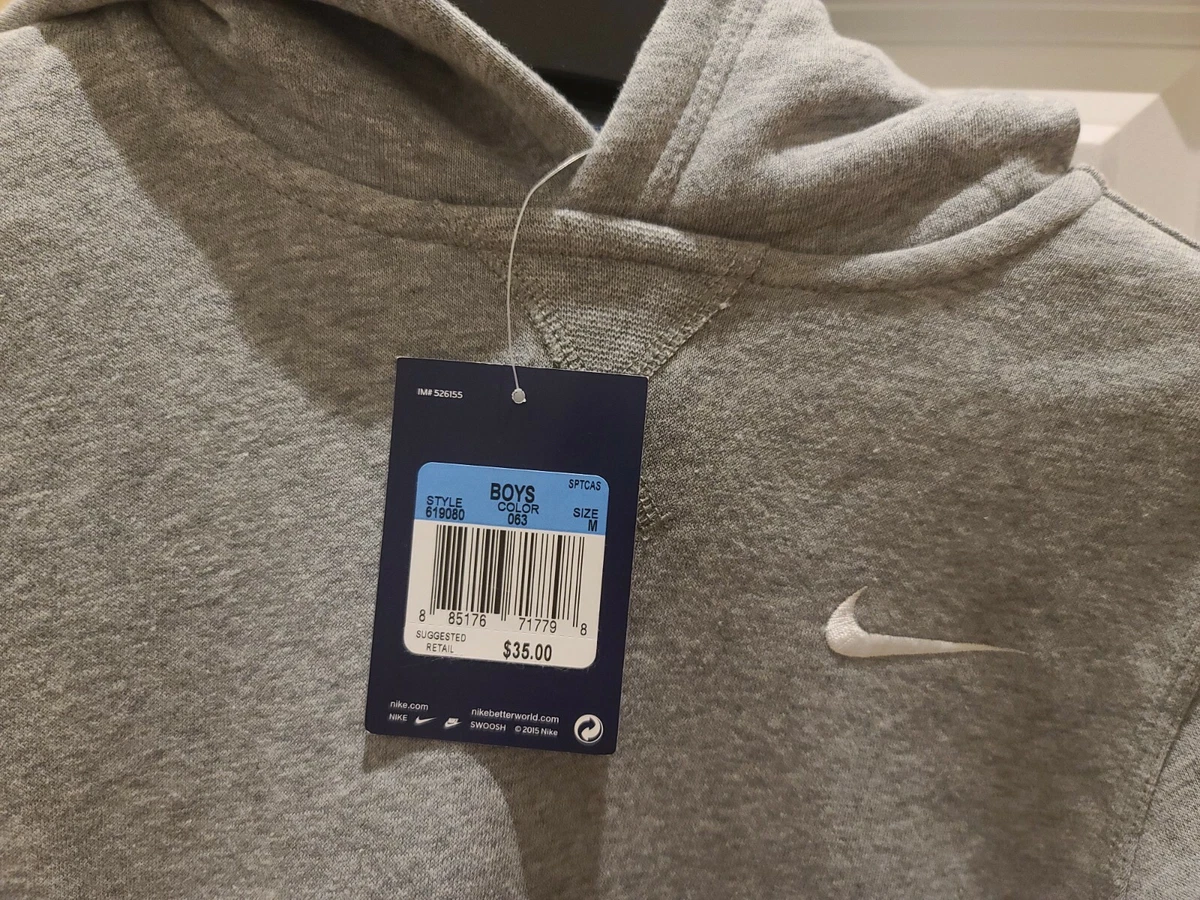 IM# 526155
SPTCAS
BOYS
STYLE COLOR SIZE
619080 063 M
8 85176 71779 8
SUGGESTED
RETAIL $35.00
nike.com nikebetterworld.com
NIKE SWOOSH © 2015 Nike